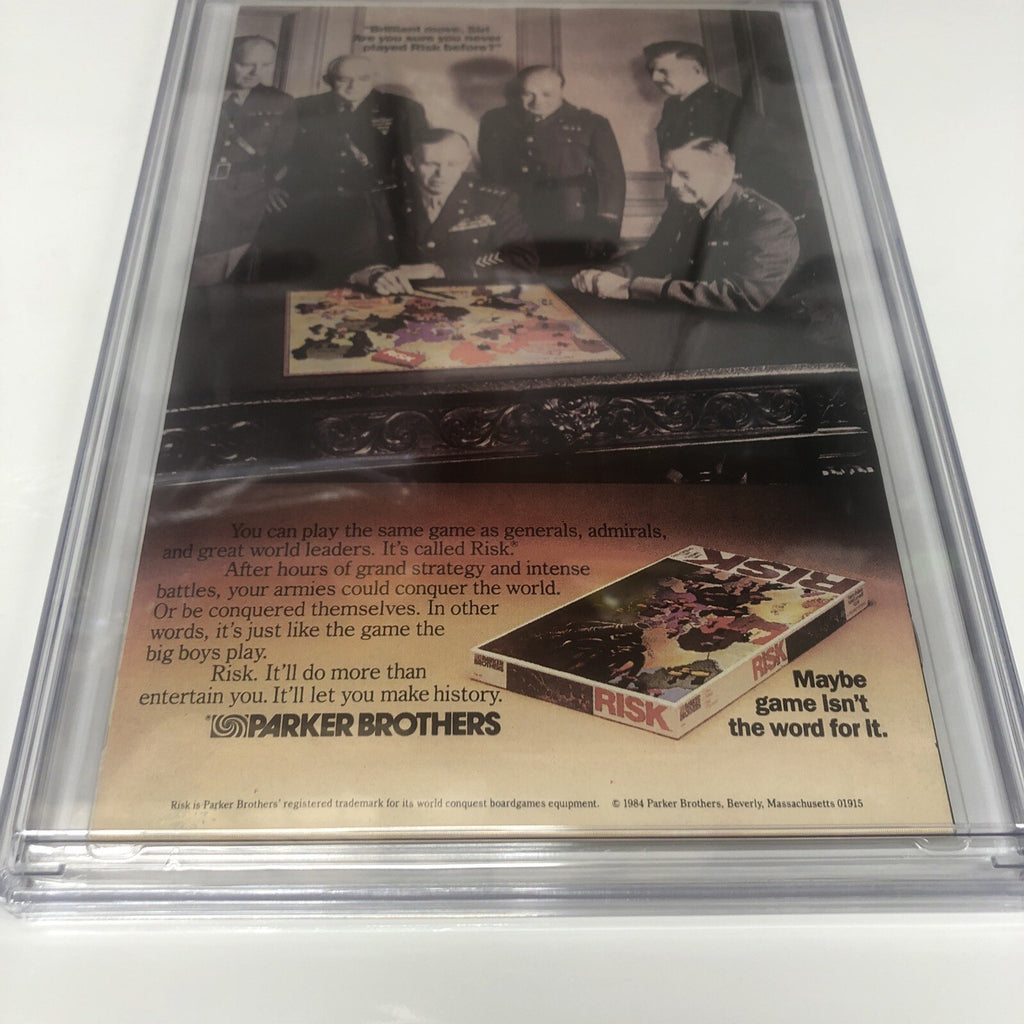 "Brilliant move, Sir!
Are you sure you never
played Risk before?"
RISK
You can play the same game as generals, admirals,
and great world leaders. It's called Risk.®
After hours of grand strategy and intense
battles, your armies could conquer the world.
Or be conquered themselves. In other
words, it's just like the game the
big boys play.
Risk. It'll do more than
entertain you. It'll let you make history.
PARKER BROTHERS
RISK
PARKER
BROTHERS
RISK
RISK
Maybe
game isn't
the word for it.
Risk is Parker Brothers' registered trademark for its world conquest boardgames equipment. © 1984 Parker Brothers, Beverly, Massachusetts 01915